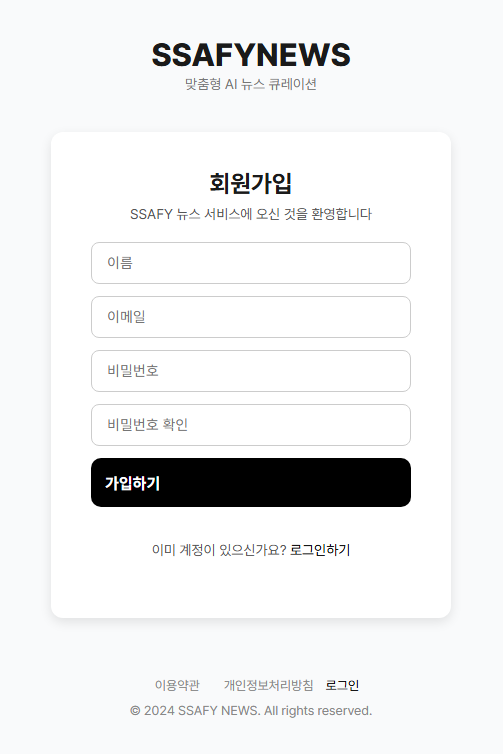 SSAFYNEWS
맞춤형 AI 뉴스 큐레이션
회원가입
SSAFY 뉴스 서비스에 오신 것을 환영합니다
이름
이메일
비밀번호
비밀번호 확인
가입하기
이미 계정이 있으신가요? 로그인하기
이용약관 개인정보처리방침 로그인
© 2024 SSAFY NEWS. All rights reserved.